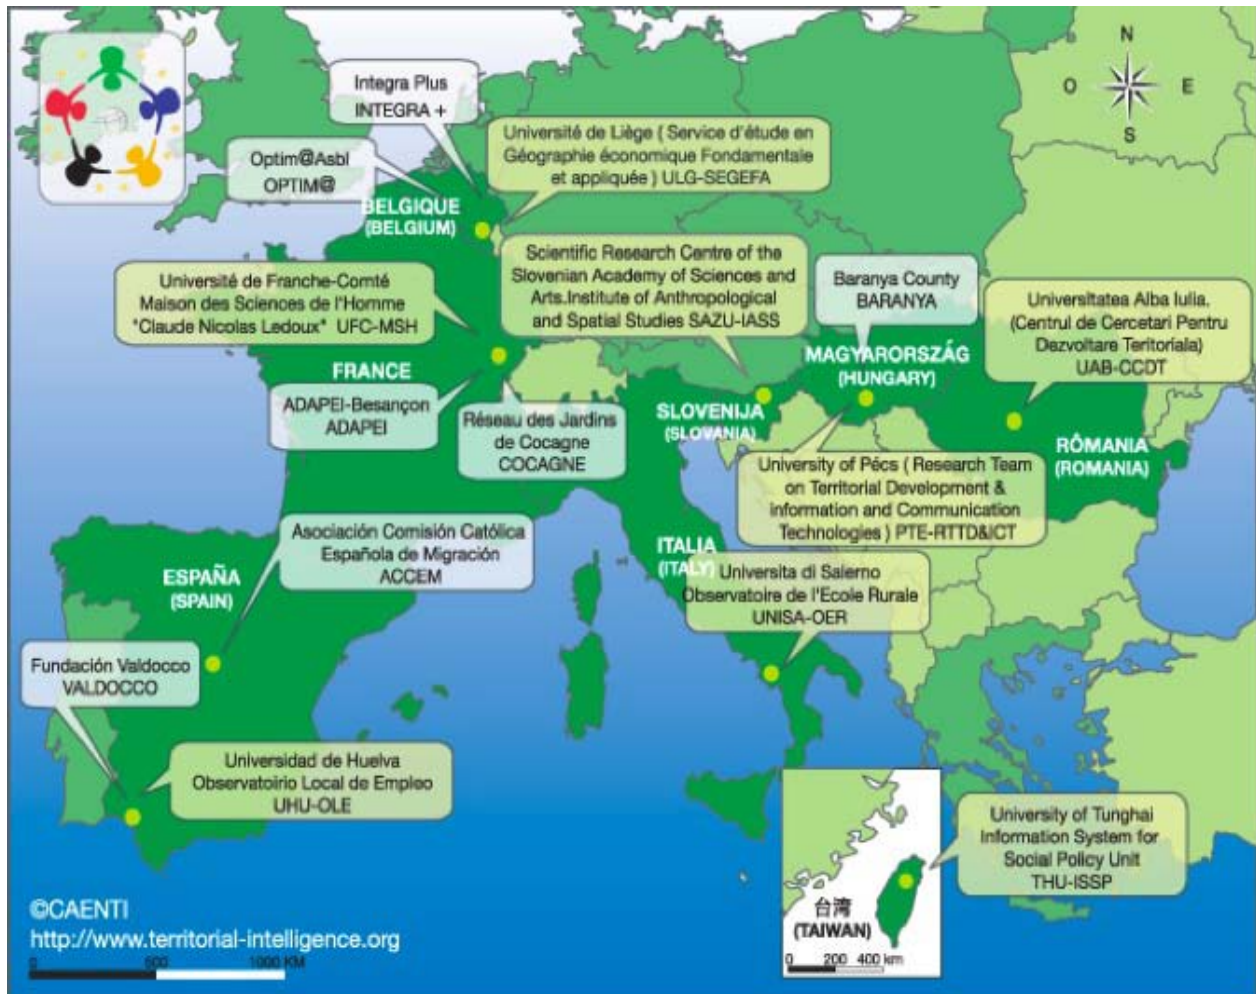 N
O
E
S
Integra Plus
INTEGRA +
Université de Liège ( Service d'étude en
Géographie économique Fondamentale
et appliquée ) ULG-SEGEFA
Optim@Asbl
OPTIM@
BELGIQUE
(BELGIUM)
Scientific Research Centre of the
Slovenian Academy of Sciences and
Arts.Institute of Anthropological
and Spatial Studies SAZU-IASS
Baranya County
BARANYA
Universitatea Alba Iulia.
(Centrul de Cercetari Pentru
Dezvoltare Teritoriala)
UAB-CCDT
Université de Franche-Comté
Maison des Sciences de l'Homme
"Claude Nicolas Ledoux" UFC-MSH
MAGYARORSZÁG
(HUNGARY)
FRANCE
ADAPEI-Besançon
ADAPEI
Réseau des Jardins
de Cocagne
COCAGNE
SLOVENIJA
(SLOVANIA)
RÔMANIA
(ROMANIA)
University of Pécs ( Research Team
on Territorial Development &
information and Communication
Technologies ) PTE-RTTD&ICT
Asociación Comisión Católica
Española de Migración
ACCEM
ITALIA
(ITALY)
Universita di Salerno
Observatoire de l'Ecole Rurale
UNISA-OER
ESPAÑA
(SPAIN)
Fundación Valdocco
VALDOCCO
Universidad de Huelva
Observatoirio Local de Empleo
UHU-OLE
University of Tunghai
Information System for
Social Policy Unit
THU-ISSP
台湾
(TAIWAN)
0 200 400 km
©CAENTI
http://www.territorial-intelligence.org
0 500 1000 KM